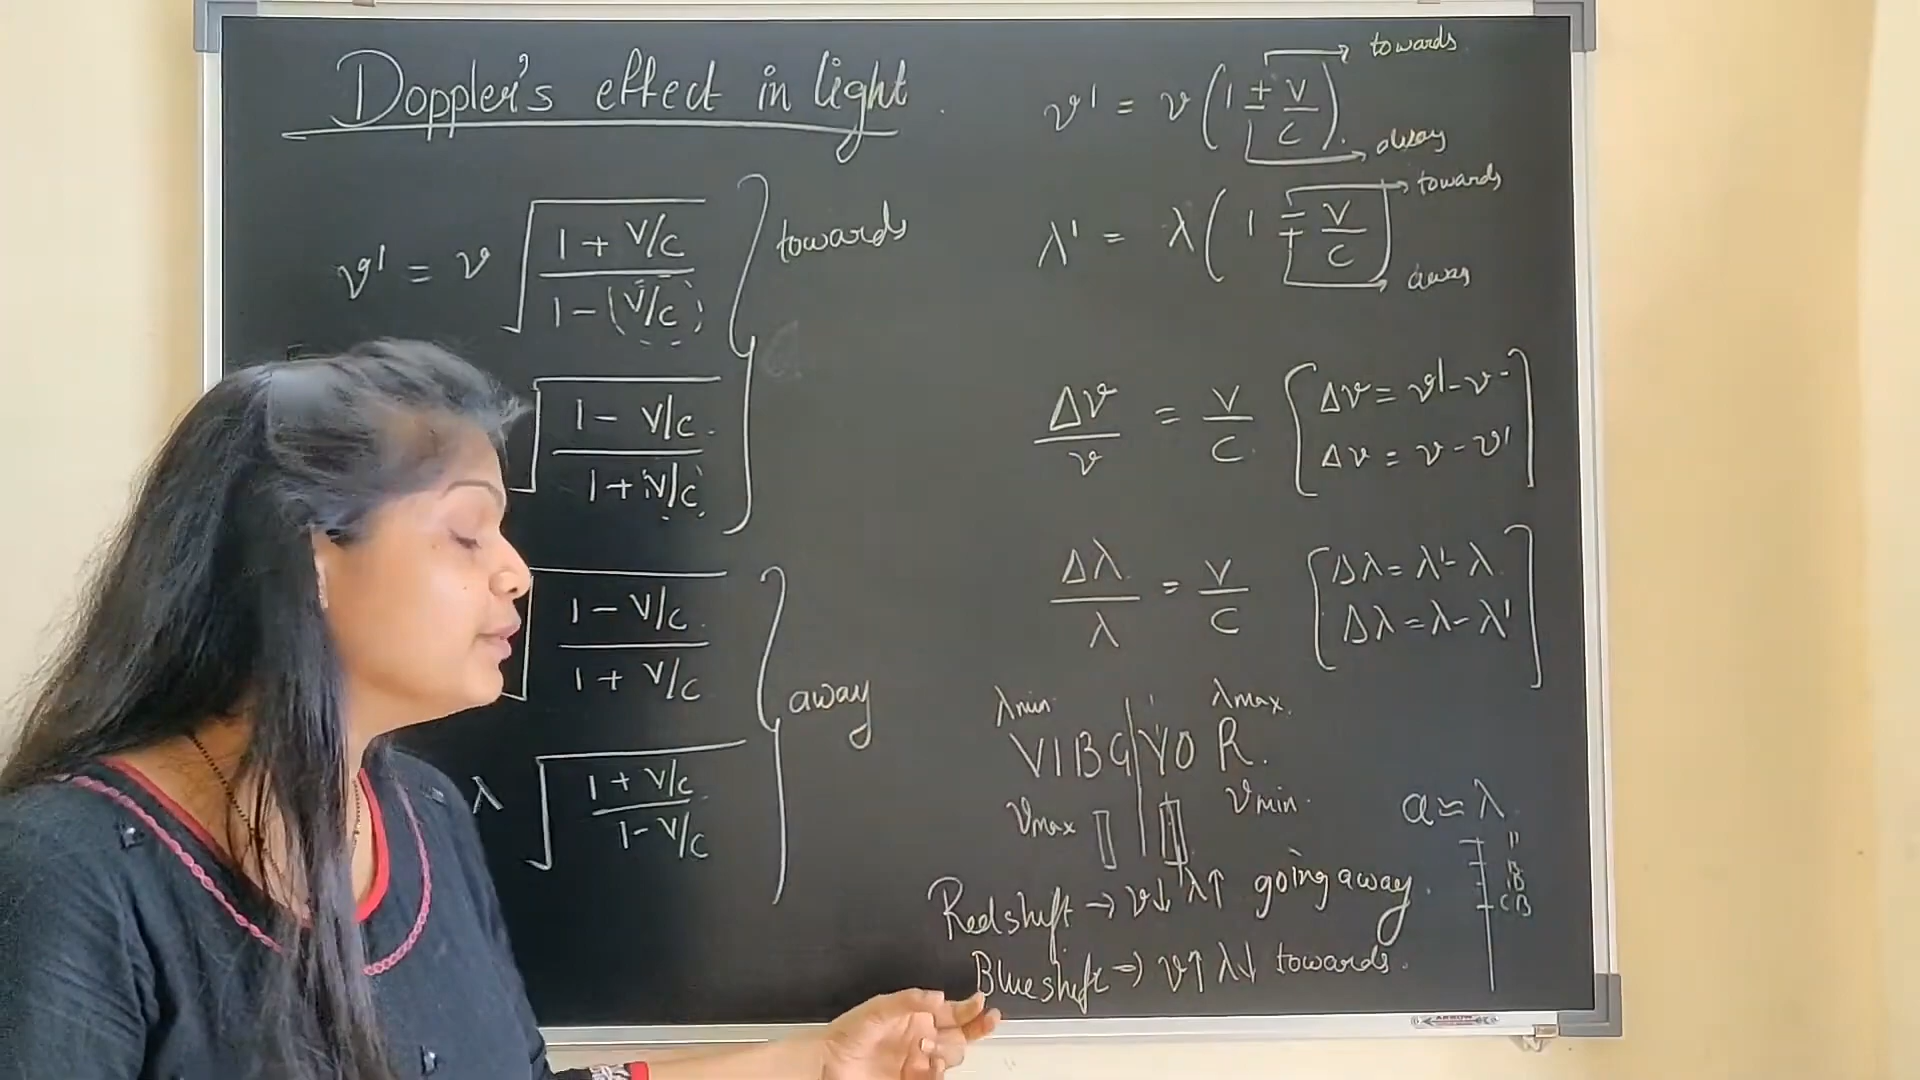 Doppler's effect in light
ν' = ν √((1 + v/c)/(1 - (v/c)))
√((1 - v/c)/(1 + v/c))
towards
√((1 - v/c)/(1 + v/c))
λ √((1 + v/c)/(1 - v/c))
away
ν' = ν (1 ± v/c)
towards
away
λ' = λ (1 ∓ v/c)
towards
away
Δν/ν = v/c [Δν = ν' - ν
Δν = ν - ν']
Δλ/λ = v/c [Δλ = λ' - λ
Δλ = λ - λ']
λmin λmax
VIBGYOR.
νmax νmin
a ≈ λ
Redshift → ν↓ λ↑ going away.
Blueshift → ν↑ λ↓ towards.
CB